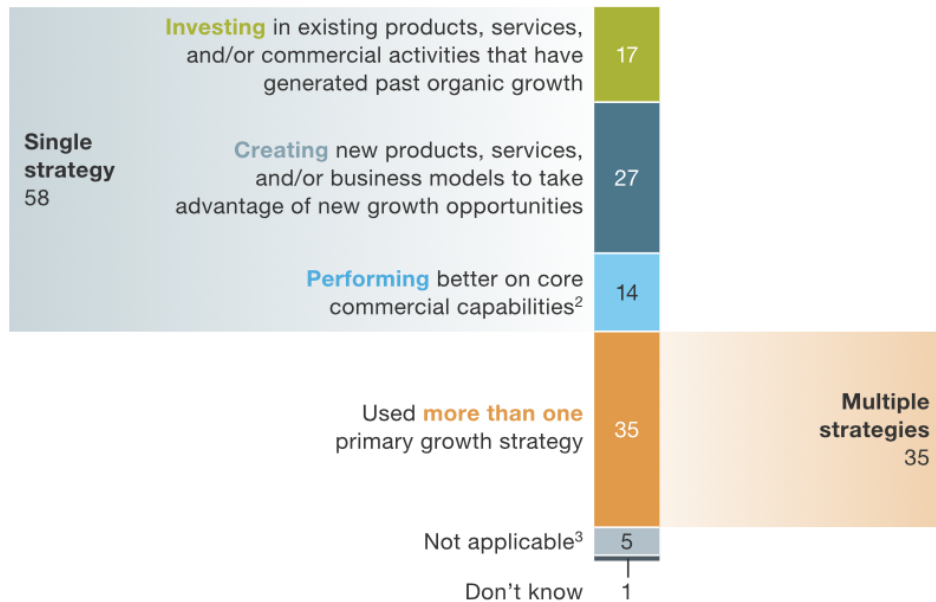 Investing in existing products, services,
and/or commercial activities that have
generated past organic growth
17
Single
strategy
58
Creating new products, services,
and/or business models to take
advantage of new growth opportunities
27
Performing better on core
commercial capabilities²
14
Used more than one
primary growth strategy
35
Multiple
strategies
35
Not applicable³
5
Don’t know
1